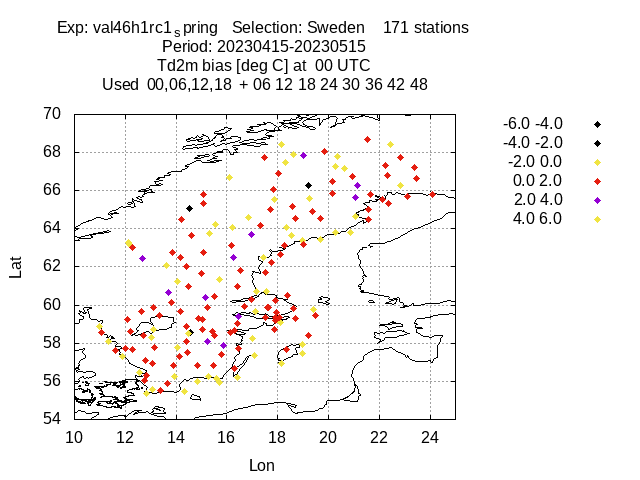 Exp: val46h1rc1spring Selection: Sweden 171 stations
Period: 20230415-20230515
Td2m bias [deg C] at 00 UTC
Used 00,06,12,18 + 06 12 18 24 30 36 42 48
-6.0 -4.0
-4.0 -2.0
-2.0 0.0
0.0 2.0
2.0 4.0
4.0 6.0
70
68
66
64
62
60
58
56
54
Lat
10 12 14 16 18 20 22 24
Lon